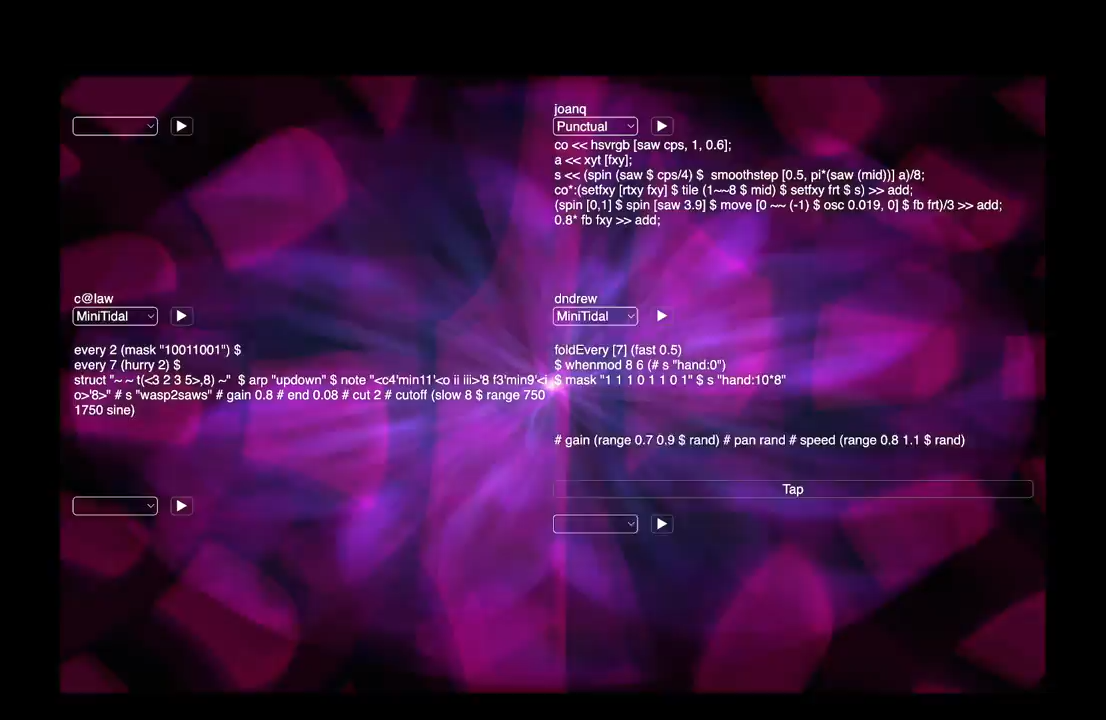 joanq
Punctual
co << hsvrgb [saw cps, 1, 0.6];
a << xyt [fxy];
s << (spin (saw $ cps/4) $  smoothstep [0.5, pi*(saw (mid))] a)/8;
co*:(setfxy [rtxy fxy] $ tile (1~~8 $ mid) $ setfxy frt $ s) >> add;
(spin [0,1] $ spin [saw 3.9] $ move [0 ~~ (-1) $ osc 0.019, 0] $ fb frt)/3 >> add;
0.8* fb fxy >> add;
c@law
MiniTidal
every 2 (mask "10011001") $
every 7 (hurry 2) $
struct "~ ~ t(<3 2 3 5>,8) ~"  $ arp "updown" $ note "<c4'min11'<o ii iii>'8 f3'min9'<i
o>'8>" # s "wasp2saws" # gain 0.8 # end 0.08 # cut 2 # cutoff (slow 8 $ range 750
1750 sine)
dndrew
MiniTidal
foldEvery [7] (fast 0.5)
$ whenmod 8 6 (# s "hand:0")
$ mask "1 1 1 0 1 1 0 1" $ s "hand:10*8"
# gain (range 0.7 0.9 $ rand) # pan rand # speed (range 0.8 1.1 $ rand)
Tap